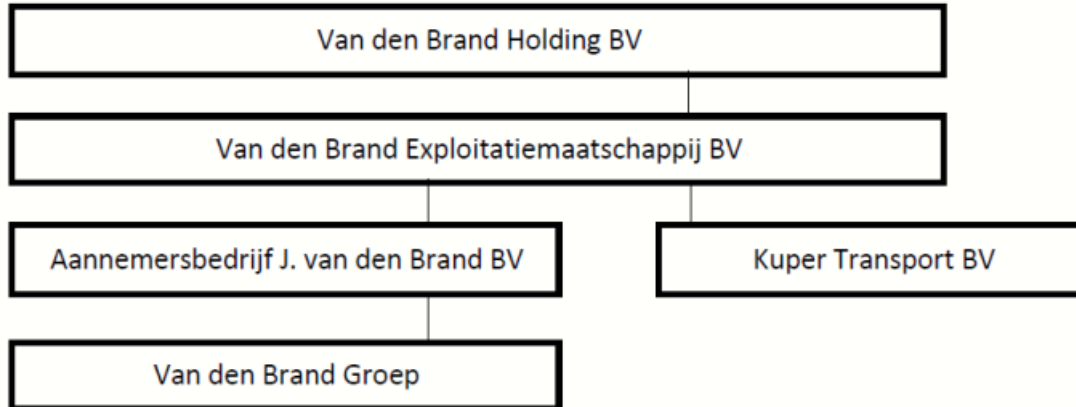 Van den Brand Holding BV
Van den Brand Exploitatiemaatschappij BV
Aannemersbedrijf J. van den Brand BV
Kuper Transport BV
Van den Brand Groep